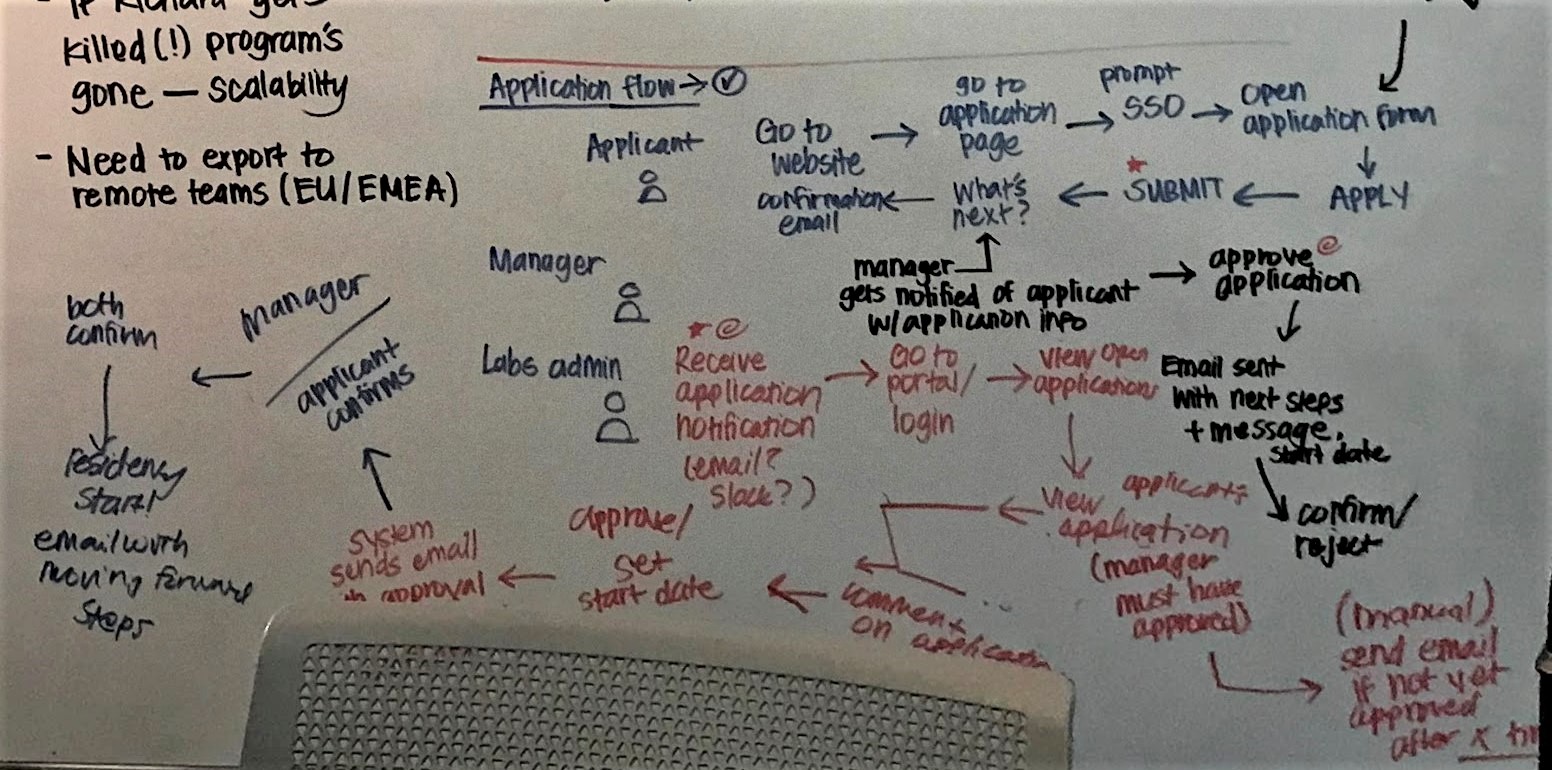 - If Richard gets
killed(!) program's
gone — scalability
- Need to export to
remote teams (EU/EMEA)
Application flow →
Applicant
Go to
website
→
go to
application
page
→
prompt
SSO
→
open
application form
↓
APPLY
←
SUBMIT
←
What's
next?
←
confirmation
email
Manager
manager
gets notified of applicant
w/application info
→
approve
application
↓
Email sent
with next steps
+ message,
start date
confirm/
reject
Labs admin
Receive
application
notification
(email?
slack?)
→
Go to
portal/
login
→
view open
applications
↓
view applicants
application
(manager
must have
approved)
→
(manual)
send email
if not yet
approved
after x
←
comment
on application
←
approve/
set
start date
←
system
sends email
approval
manager
applicant
confirms
←
both
confirm
↓
residency
start!
email with
moving forward
steps